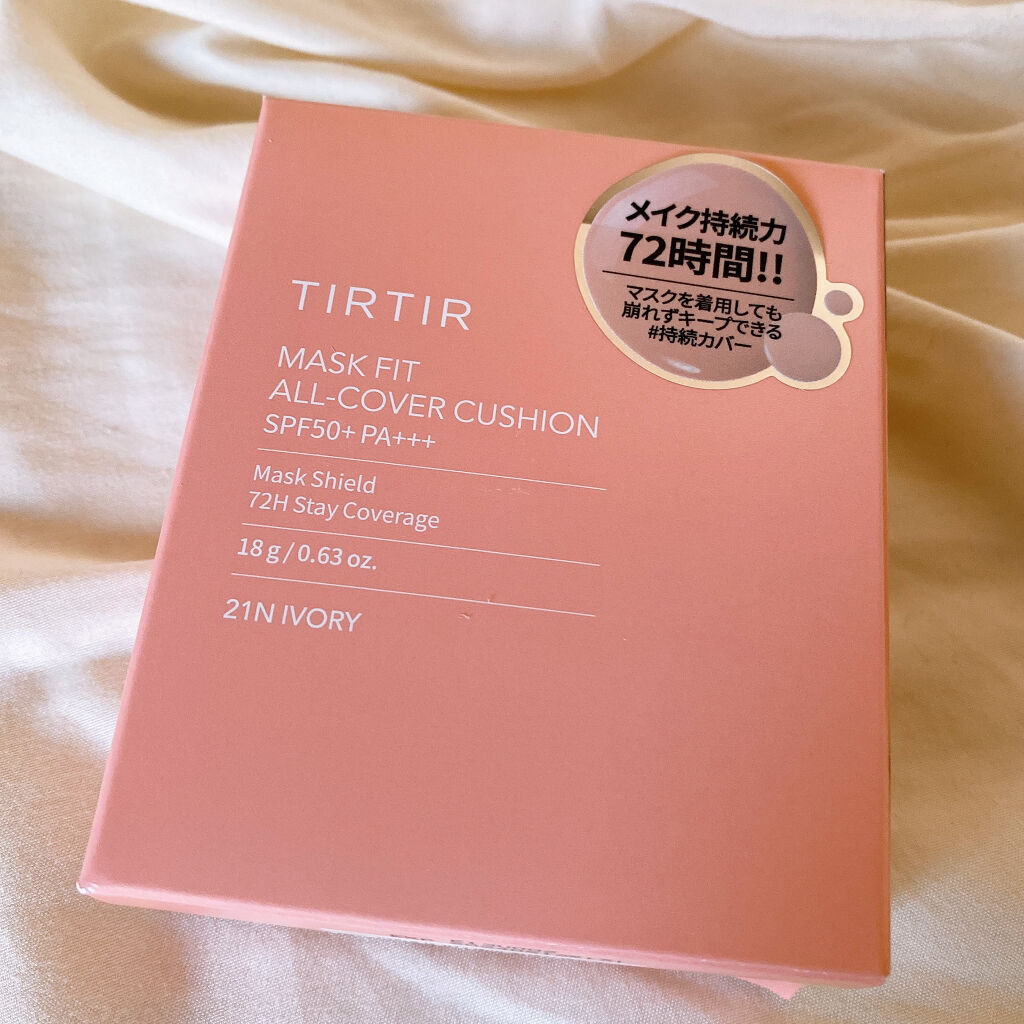 TIRTIR
MASK FIT
ALL-COVER CUSHION
SPF50+ PA+++
Mask Shield
72H Stay Coverage
18 g / 0.63 oz.
21N IVORY
メイク持続力
72時間!!
マスクを着用しても
崩れずキープできる
#持続カバー